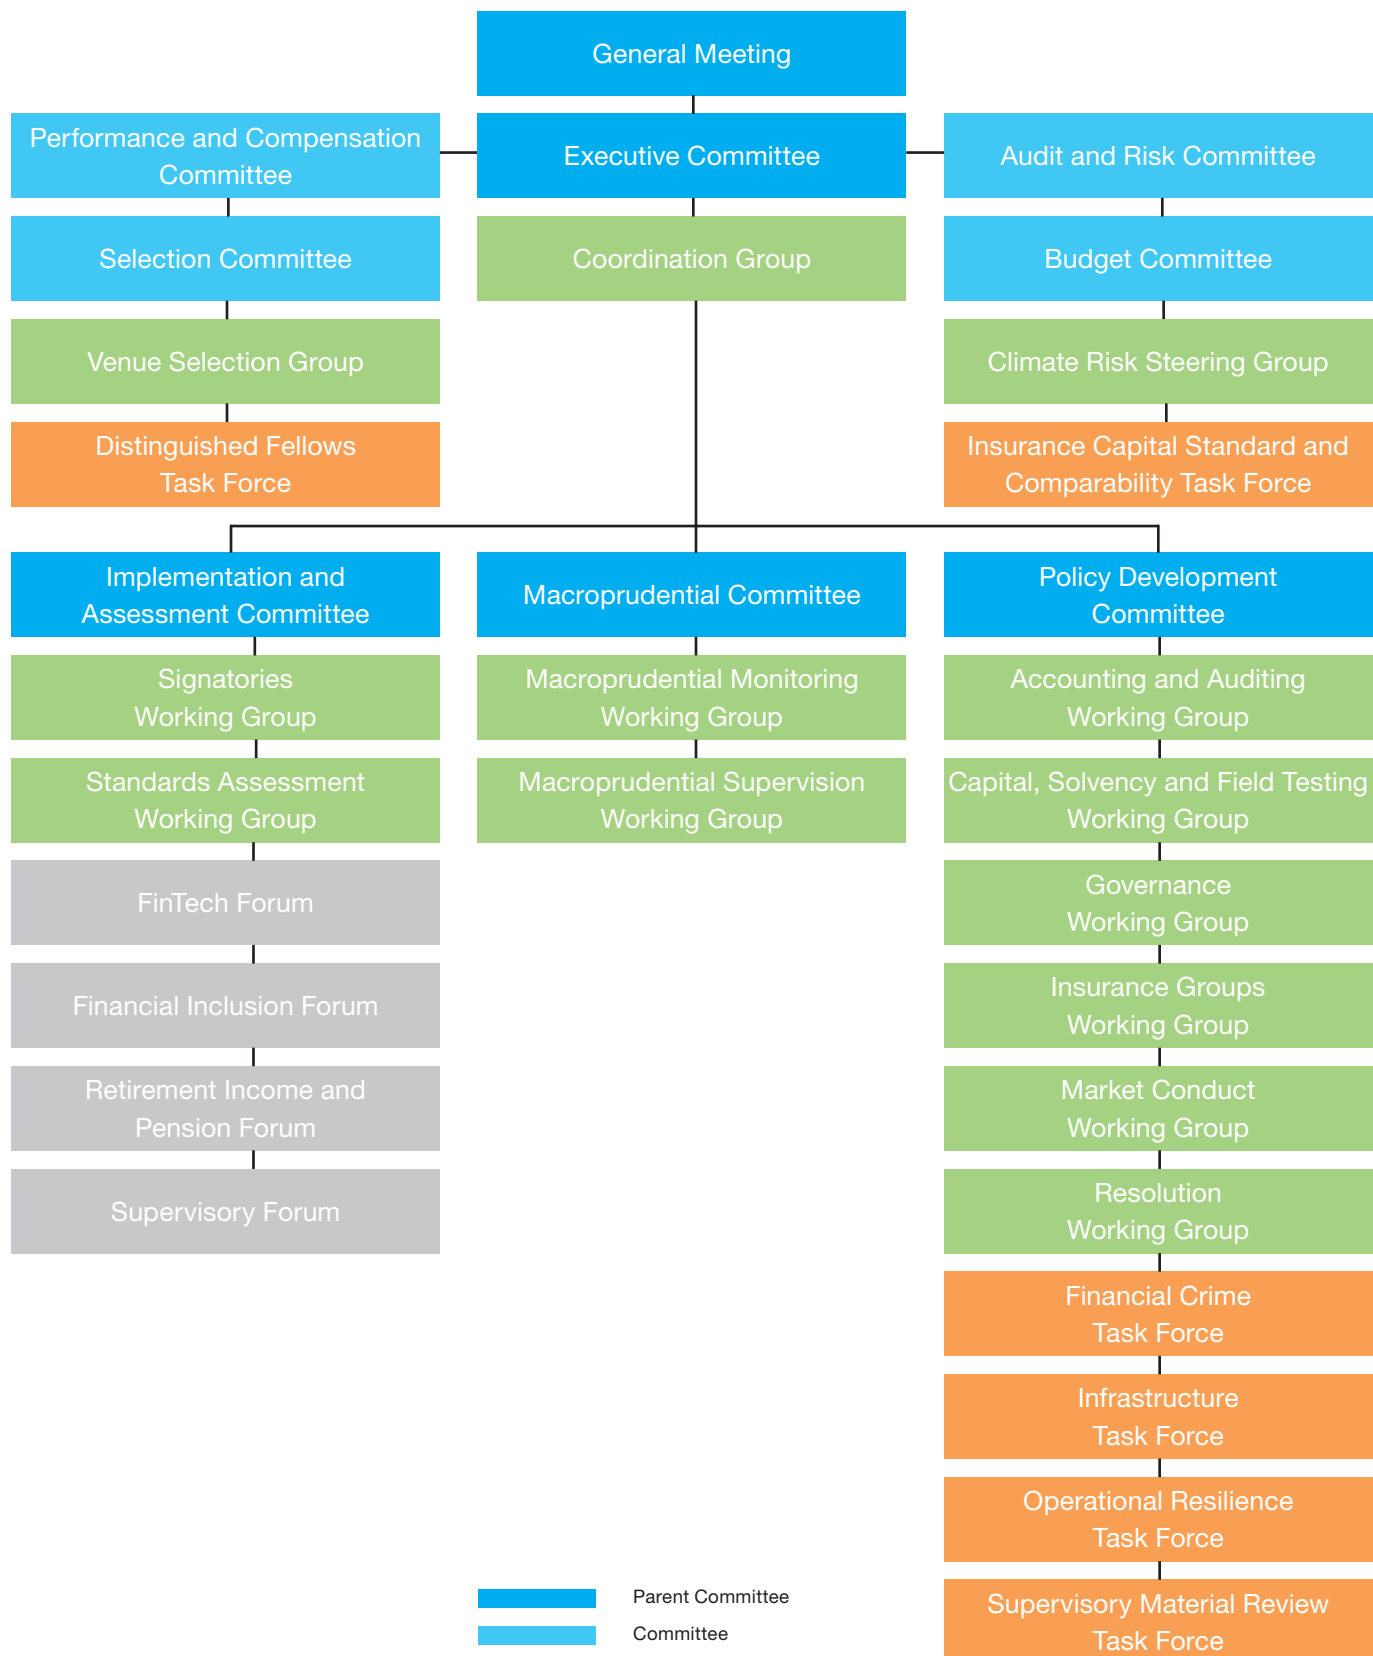 General Meeting
Performance and Compensation
Committee
Executive Committee
Audit and Risk Committee
Selection Committee
Coordination Group
Budget Committee
Venue Selection Group
Climate Risk Steering Group
Distinguished Fellows
Task Force
Insurance Capital Standard and
Comparability Task Force
Implementation and
Assessment Committee
Macroprudential Committee
Policy Development
Committee
Signatories
Working Group
Macroprudential Monitoring
Working Group
Accounting and Auditing
Working Group
Standards Assessment
Working Group
Macroprudential Supervision
Working Group
Capital, Solvency and Field Testing
Working Group
FinTech Forum
Governance
Working Group
Financial Inclusion Forum
Insurance Groups
Working Group
Retirement Income and
Pension Forum
Market Conduct
Working Group
Supervisory Forum
Resolution
Working Group
Financial Crime
Task Force
Infrastructure
Task Force
Operational Resilience
Task Force
Supervisory Material Review
Task Force
Parent Committee
Committee